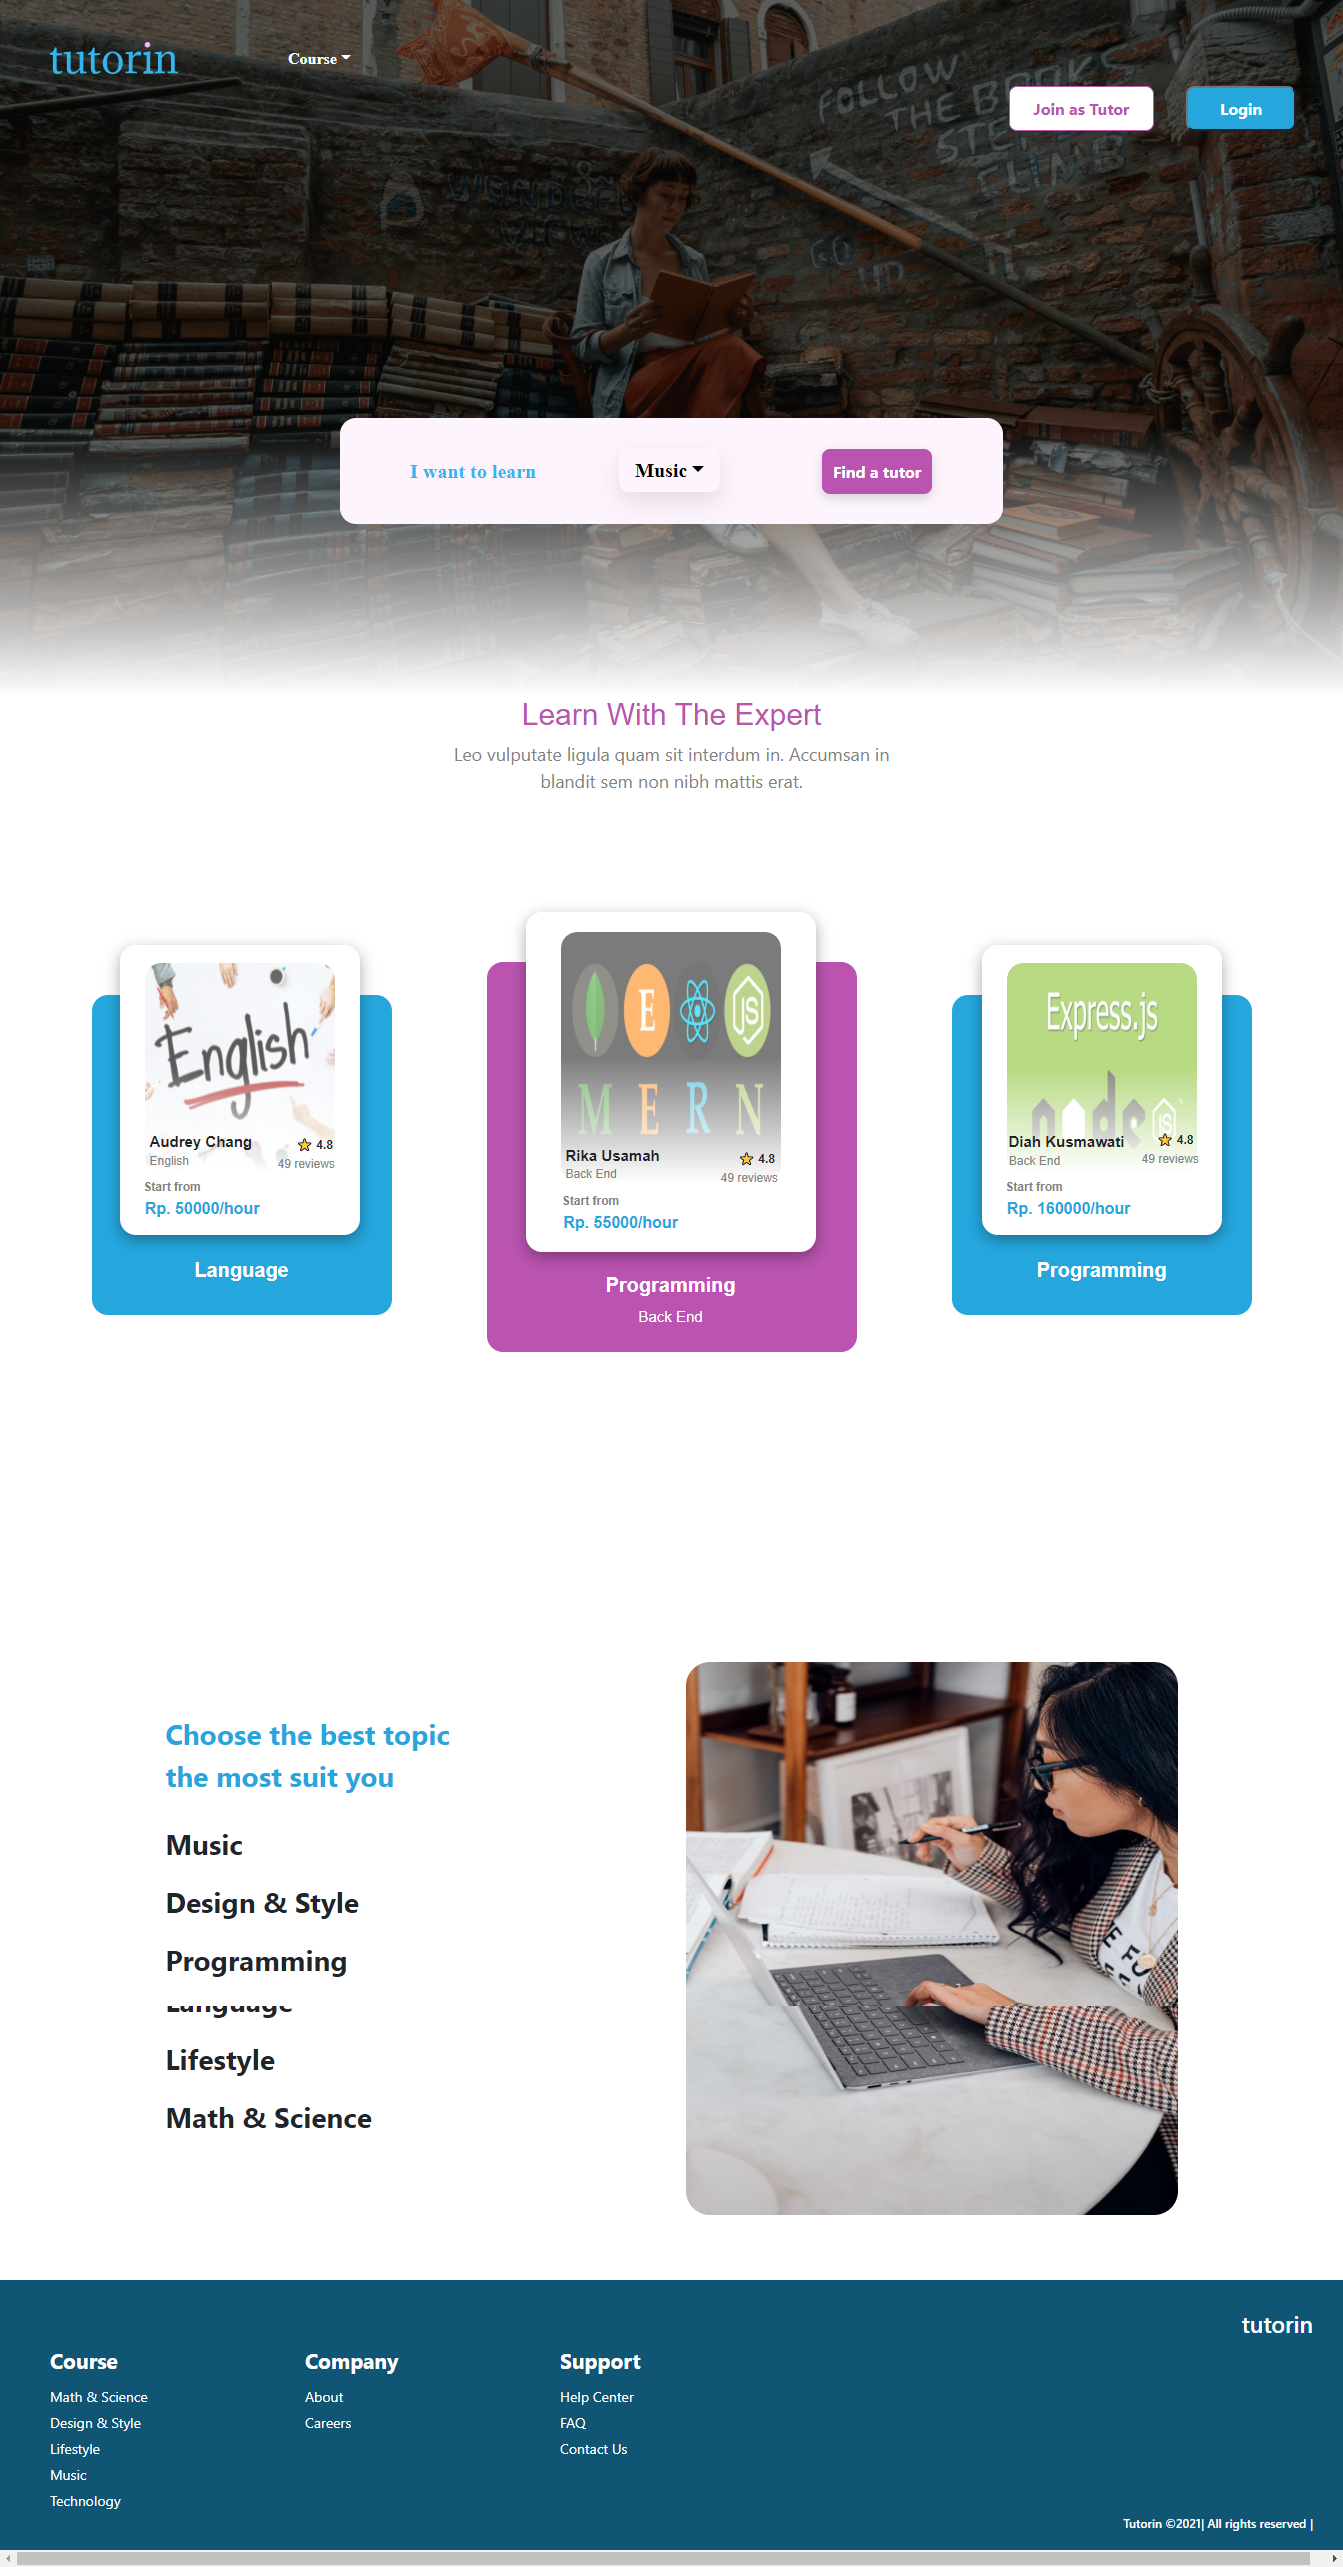 tutorin
Course
Join as Tutor
Login
FOLLOW
THE BOOKS
STEPS
CLIMB
WONDERFUL
VIEW
GO
UP
I want to learn
Music
Find a tutor
Learn With The Expert
Leo vulputate ligula quam sit interdum in. Accumsan in
blandit sem non nibh mattis erat.
English
Audrey Chang
4.8
English
49 reviews
Start from
Rp. 50000/hour
Language
E JS
M E R N
Rika Usamah
4.8
Back End
49 reviews
Start from
Rp. 55000/hour
Programming
Back End
Express.js
node JS
Diah Kusmawati
4.8
Back End
49 reviews
Start from
Rp. 160000/hour
Programming
Choose the best topic
the most suit you
Music
Design & Style
Programming
Language
Lifestyle
Math & Science
tutorin
Course
Math & Science
Design & Style
Lifestyle
Music
Technology
Company
About
Careers
Support
Help Center
FAQ
Contact Us
Tutorin ©2021| All rights reserved |